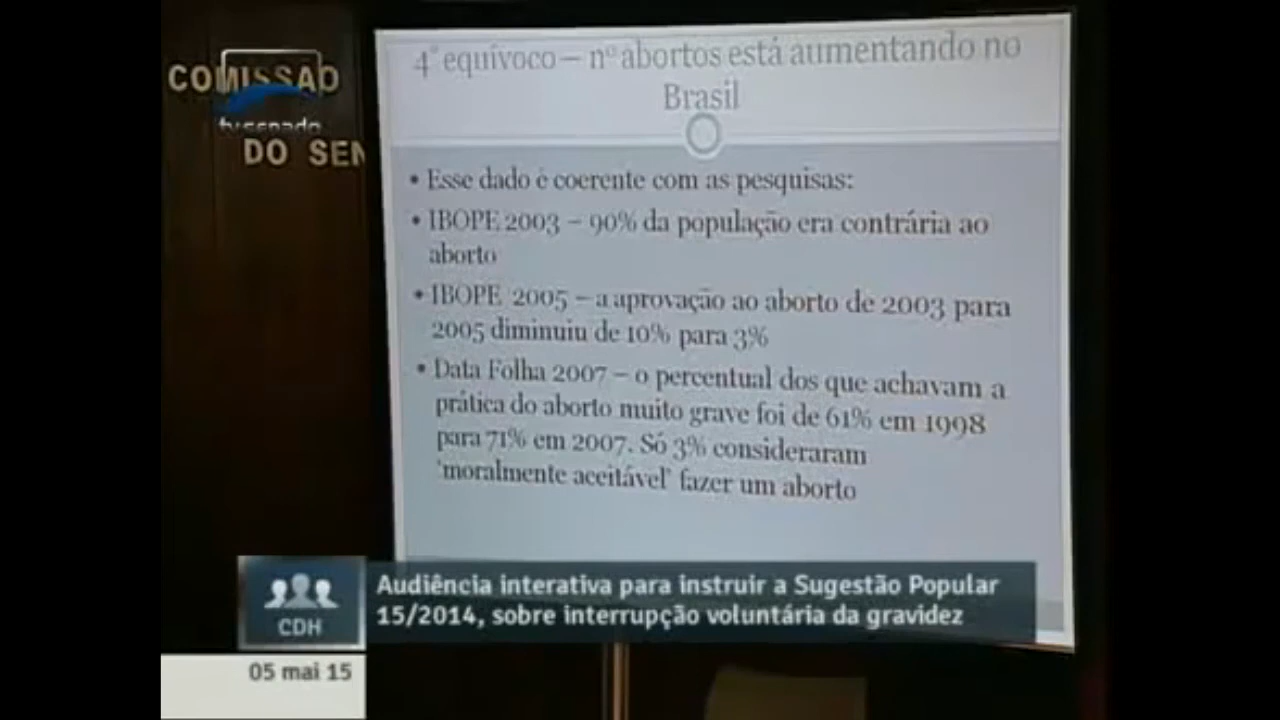 COMISSAO
tv senado
DO SEN
4º equívoco – nº abortos está aumentando no
Brasil
• Esse dado é coerente com as pesquisas:
• IBOPE 2003 – 90% da população era contrária ao
aborto
• IBOPE 2005 – a aprovação ao aborto de 2003 para
2005 diminuiu de 10% para 3%
• Data Folha 2007 – o percentual dos que achavam a
prática do aborto muito grave foi de 61% em 1998
para 71% em 2007. Só 3% consideraram
'moralmente aceitável' fazer um aborto
Audiência interativa para instruir a Sugestão Popular
15/2014, sobre interrupção voluntária da gravidez
CDH
05 mai 15